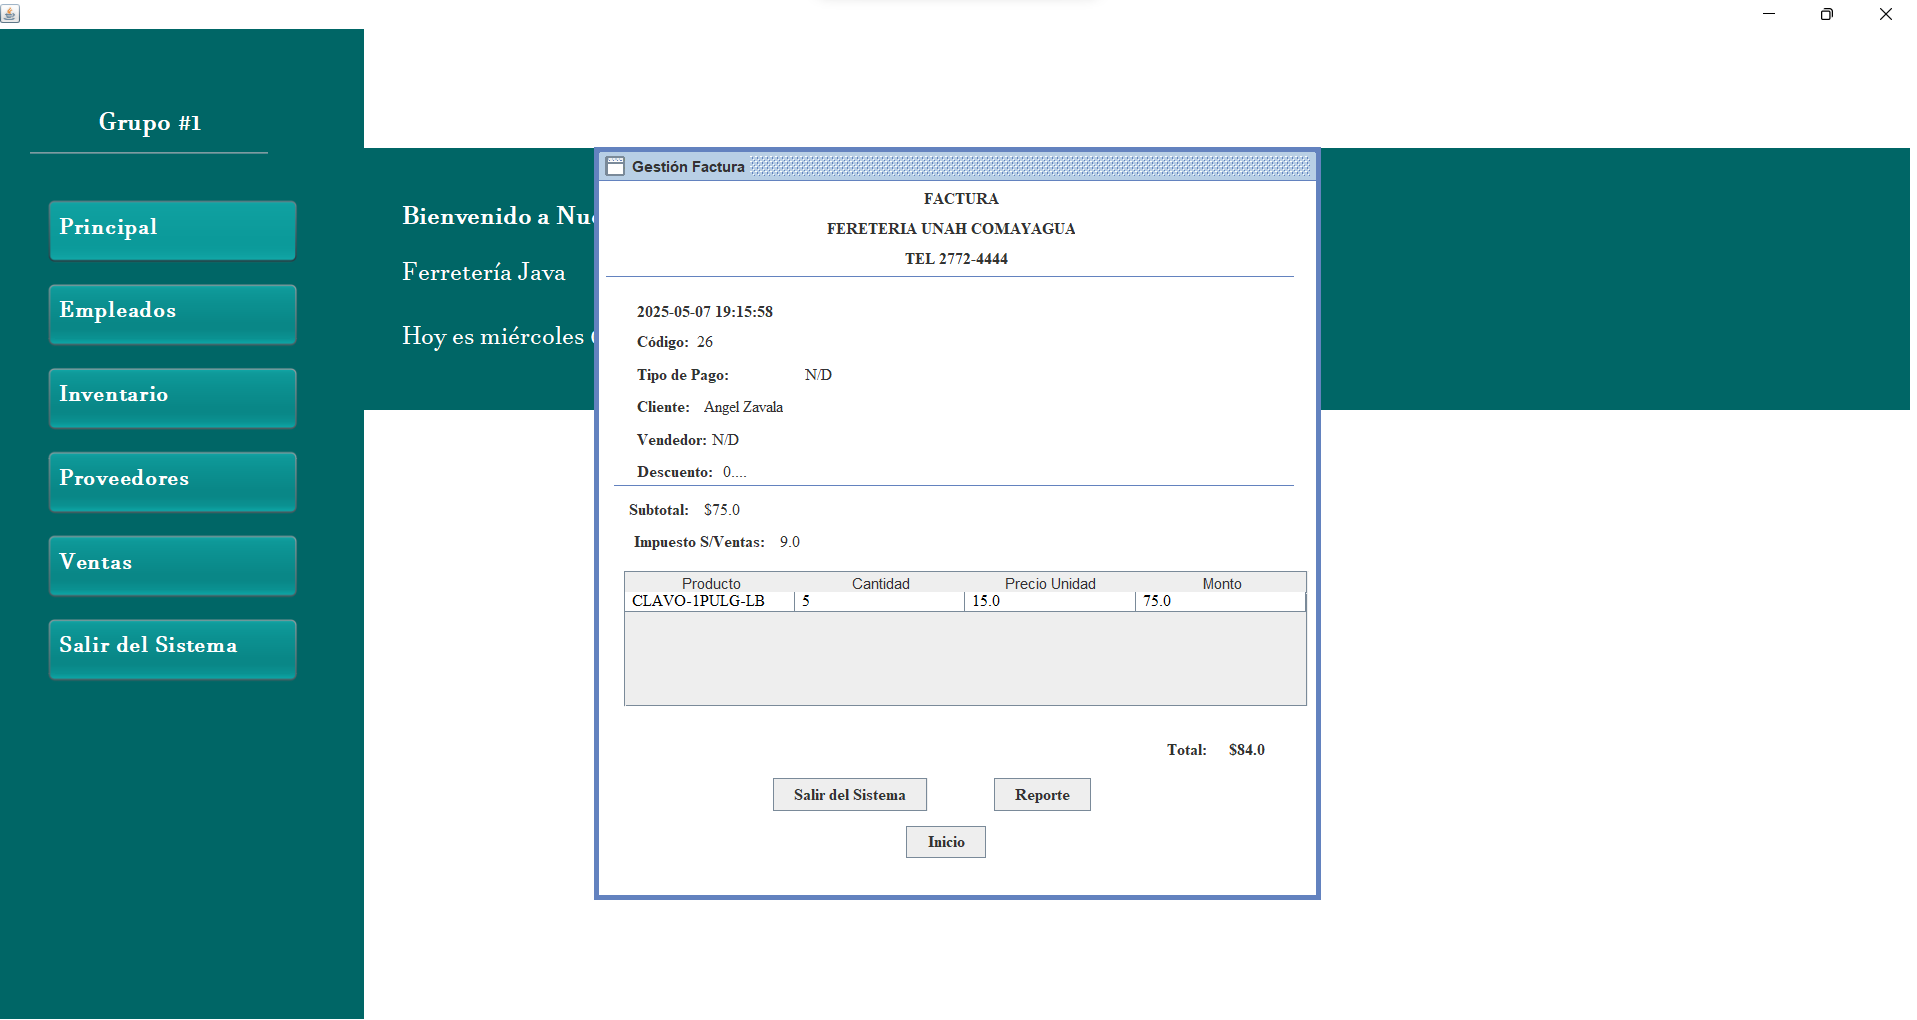 Grupo #1
Principal
Empleados
Inventario
Proveedores
Ventas
Salir del Sistema
Bienvenido a
Ferretería Java
Hoy es miércoles
Gestión Factura
FACTURA
FERETERIA UNAH COMAYAGUA
TEL 2772-4444
2025-05-07 19:15:58
Código: 26
Tipo de Pago: N/D
Cliente: Angel Zavala
Vendedor: N/D
Descuento: 0....
Subtotal: $75.0
Impuesto S/Ventas: 9.0
Producto Cantidad Precio Unidad Monto
CLAVO-1PULG-LB 5 15.0 75.0
Total: $84.0
Salir del Sistema Reporte
Inicio